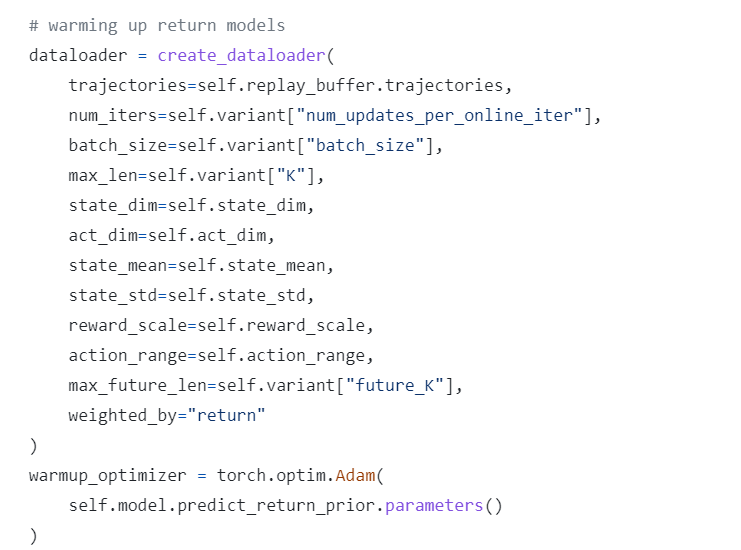 # warming up return models
dataloader = create_dataloader(
    trajectories=self.replay_buffer.trajectories,
    num_iters=self.variant["num_updates_per_online_iter"],
    batch_size=self.variant["batch_size"],
    max_len=self.variant["K"],
    state_dim=self.state_dim,
    act_dim=self.act_dim,
    state_mean=self.state_mean,
    state_std=self.state_std,
    reward_scale=self.reward_scale,
    action_range=self.action_range,
    max_future_len=self.variant["future_K"],
    weighted_by="return"
)
warmup_optimizer = torch.optim.Adam(
    self.model.predict_return_prior.parameters()
)